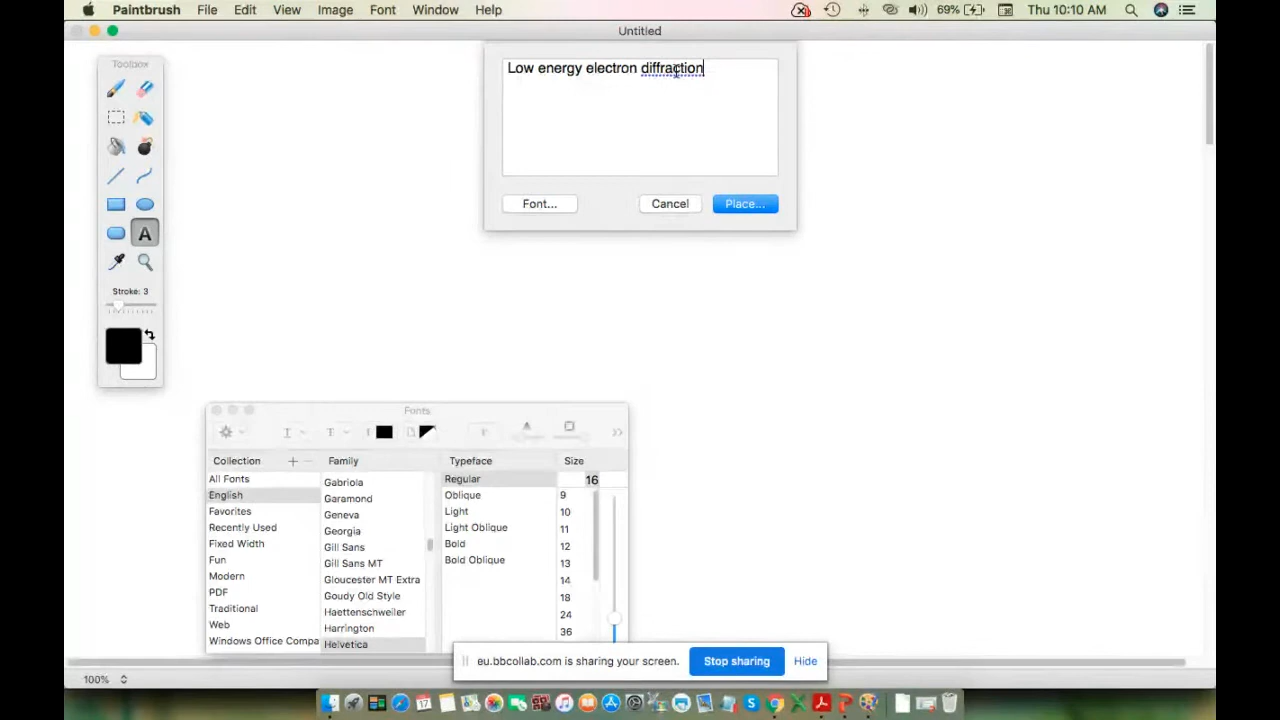 Paintbrush File Edit View Image Font Window Help 69% Thu 10:10 AM
Untitled
Toolbox
Low energy electron diffraction
Font... Cancel Place...
Stroke: 3
Fonts
Collection Family Typeface Size
All Fonts Gabriola Regular 16
English Garamond Oblique 9
Favorites Geneva Light 10
Recently Used Georgia Light Oblique 11
Fixed Width Gill Sans Bold 12
Fun Gill Sans MT Bold Oblique 13
Modern Gloucester MT Extra 14
PDF Goudy Old Style 18
Traditional Haettenschweiler 24
Web Harrington 36
Windows Office Compa Helvetica
eu.bbcollab.com is sharing your screen. Stop sharing Hide
100%